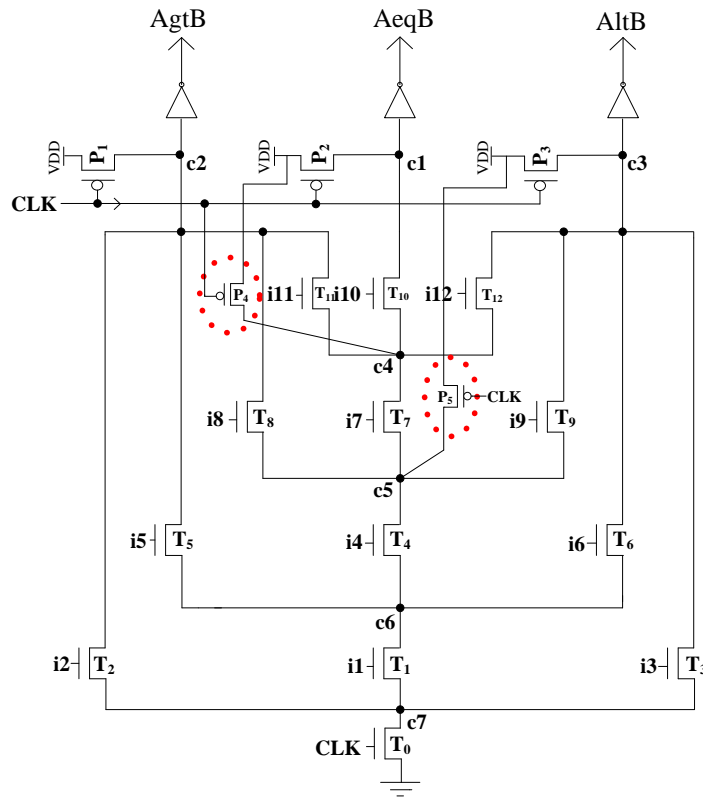 AgtB AeqB AltB
VDD P1 c2 VDD P2 c1 VDD P3 c3
CLK
i11 T11 i10 T10 i12 T12
P4
c4
P5 CLK
i8 T8 i7 T7 i9 T9
c5
i5 T5 i4 T4 i6 T6
c6
i2 T2 i1 T1 i3 T3
c7
CLK T0